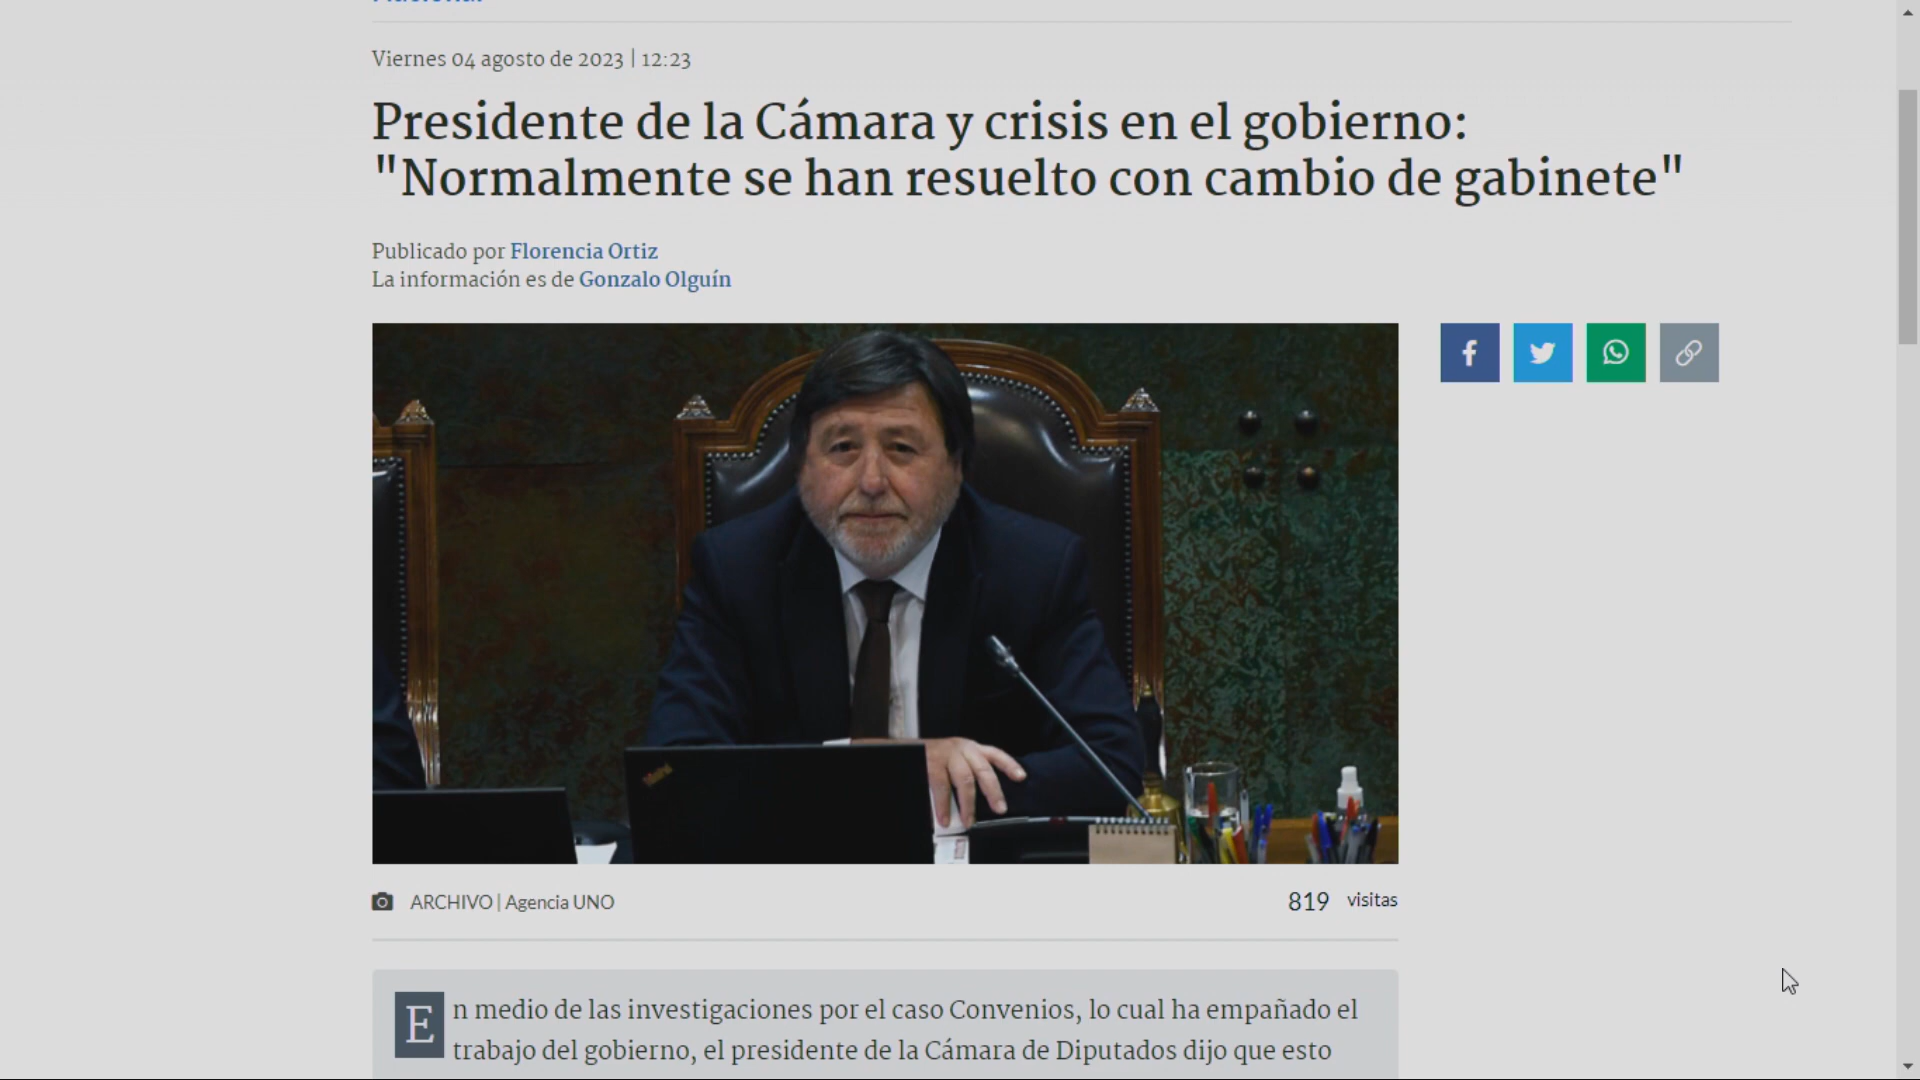 Nacional
Viernes 04 agosto de 2023 | 12:23
Presidente de la Cámara y crisis en el gobierno:
"Normalmente se han resuelto con cambio de gabinete"
Publicado por Florencia Ortiz
La información es de Gonzalo Olguín
ARCHIVO | Agencia UNO
819 visitas
En medio de las investigaciones por el caso Convenios, lo cual ha empañado el
trabajo del gobierno, el presidente de la Cámara de Diputados dijo que esto